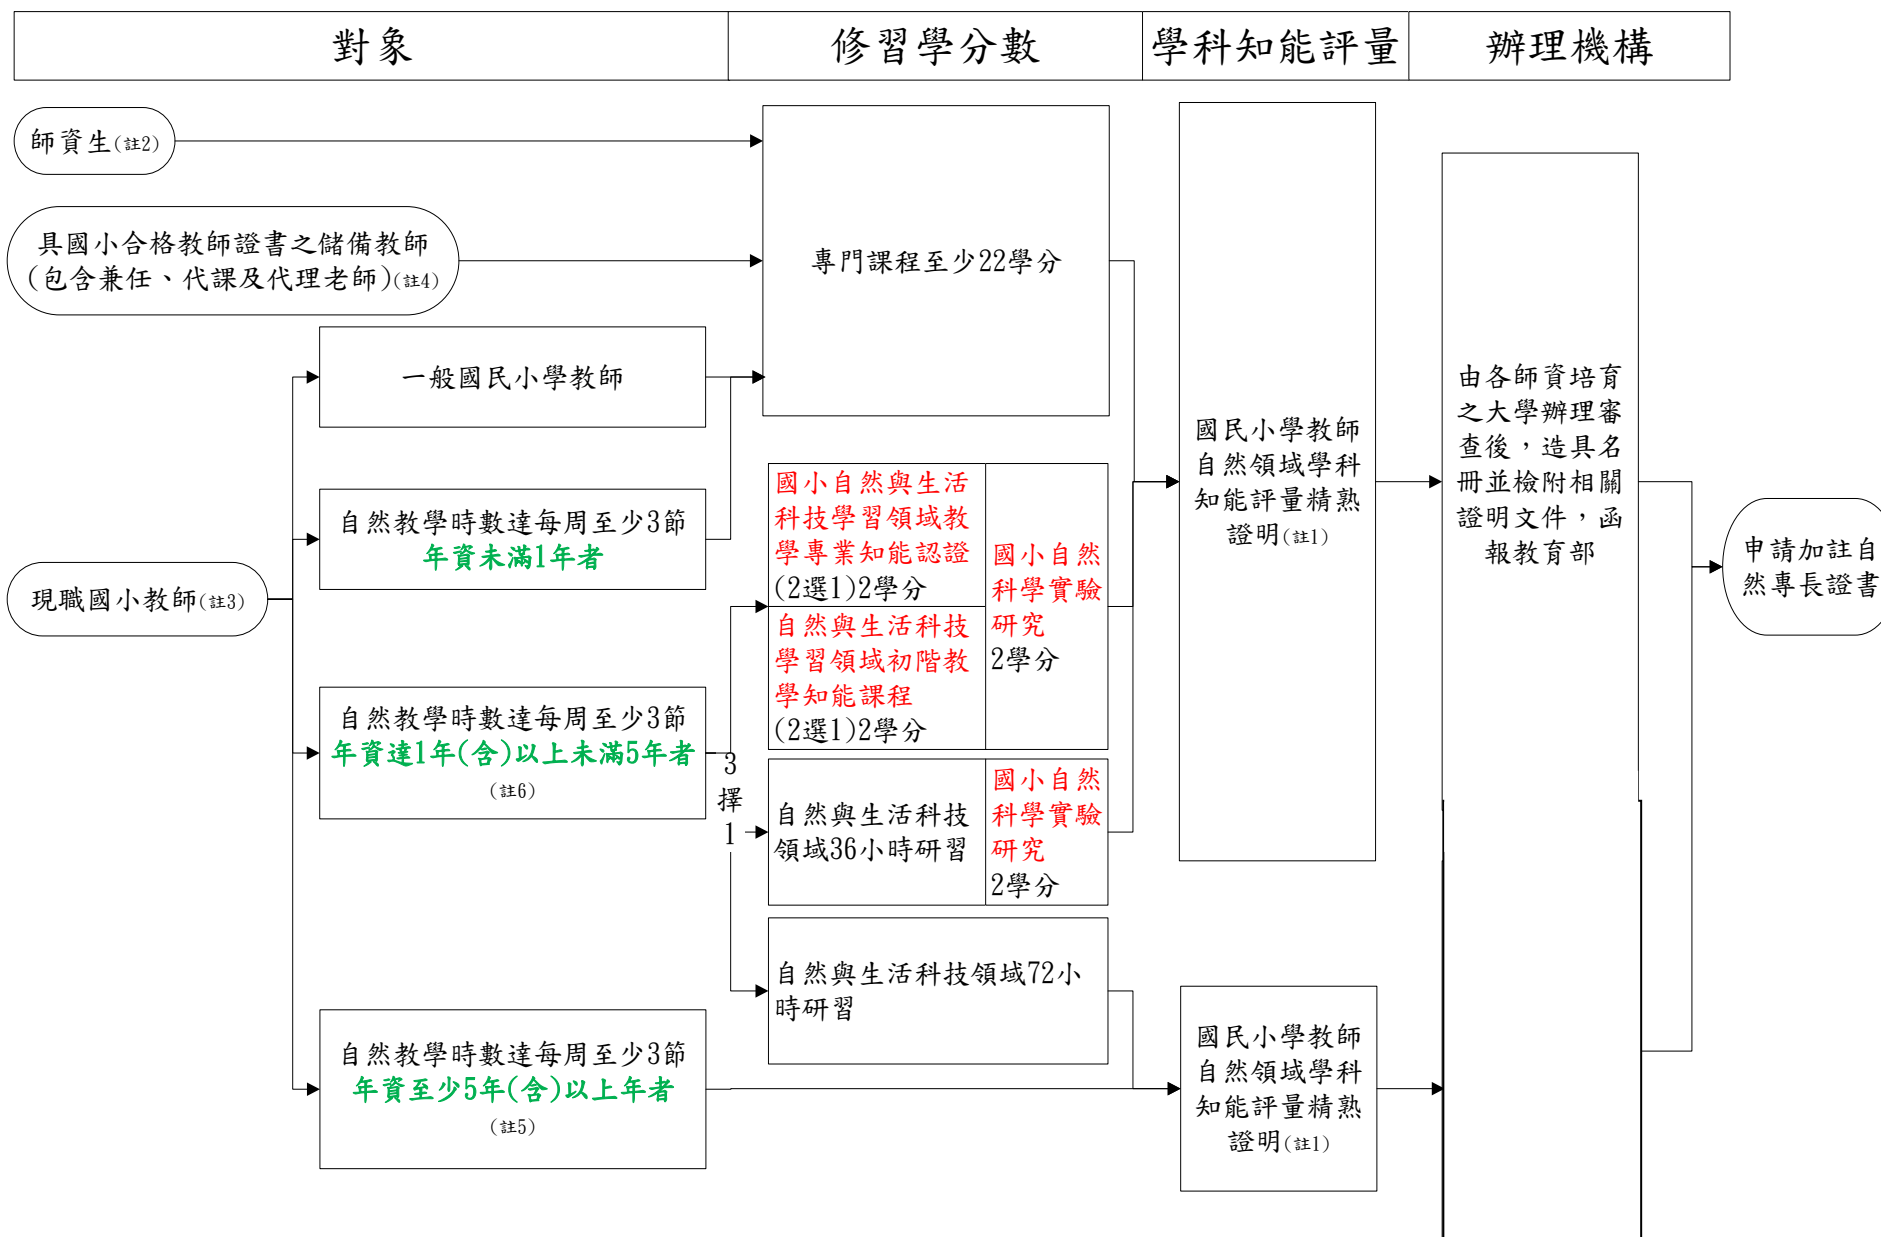 對象
修習學分數
學科知能評量
辦理機構
師資生(註2)
具國小合格教師證書之儲備教師
(包含兼任、代課及代理老師)(註4)
現職國小教師(註3)
一般國民小學教師
自然教學時數達每周至少3節
年資未滿1年者
自然教學時數達每周至少3節
年資達1年(含)以上未滿5年者
(註6)
自然教學時數達每周至少3節
年資至少5年(含)以上年者
(註5)
3
擇
1
專門課程至少22學分
國小自然與生活
科技學習領域教
學專業知能認證
(2選1)2學分
自然與生活科技
學習領域初階教
學知能課程
(2選1)2學分
國小自然
科學實驗
研究
2學分
自然與生活科技
領域36小時研習
國小自然
科學實驗
研究
2學分
自然與生活科技領域72小
時研習
國民小學教師
自然領域學科
知能評量精熟
證明(註1)
國民小學教師
自然領域學科
知能評量精熟
證明(註1)
由各師資培育
之大學辦理審
查後，造具名
冊並檢附相關
證明文件，函
報教育部
申請加註自
然專長證書